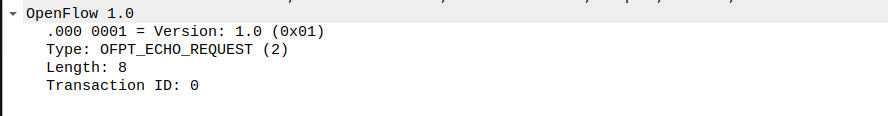 OpenFlow 1.0
.000 0001 = Version: 1.0 (0x01)
Type: OFPT_ECHO_REQUEST (2)
Length: 8
Transaction ID: 0